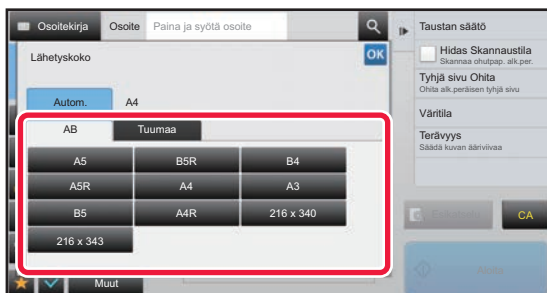 Osoitekirja Osoite Paina ja syötä osoite
Lähetyskoko OK
Autom. A4
AB Tuumaa
A5 B5R B4
A5R A4 A3
B5 A4R 216 x 340
216 x 343
Muut
Taustan säätö
Hidas Skannaustila
Skannaa ohutpap. alk.per.
Tyhjä sivu Ohita
Ohita alk.peräisen tyhjä sivu
Väritila
Terävyys
Säädä kuvan ääriviivaa
CA